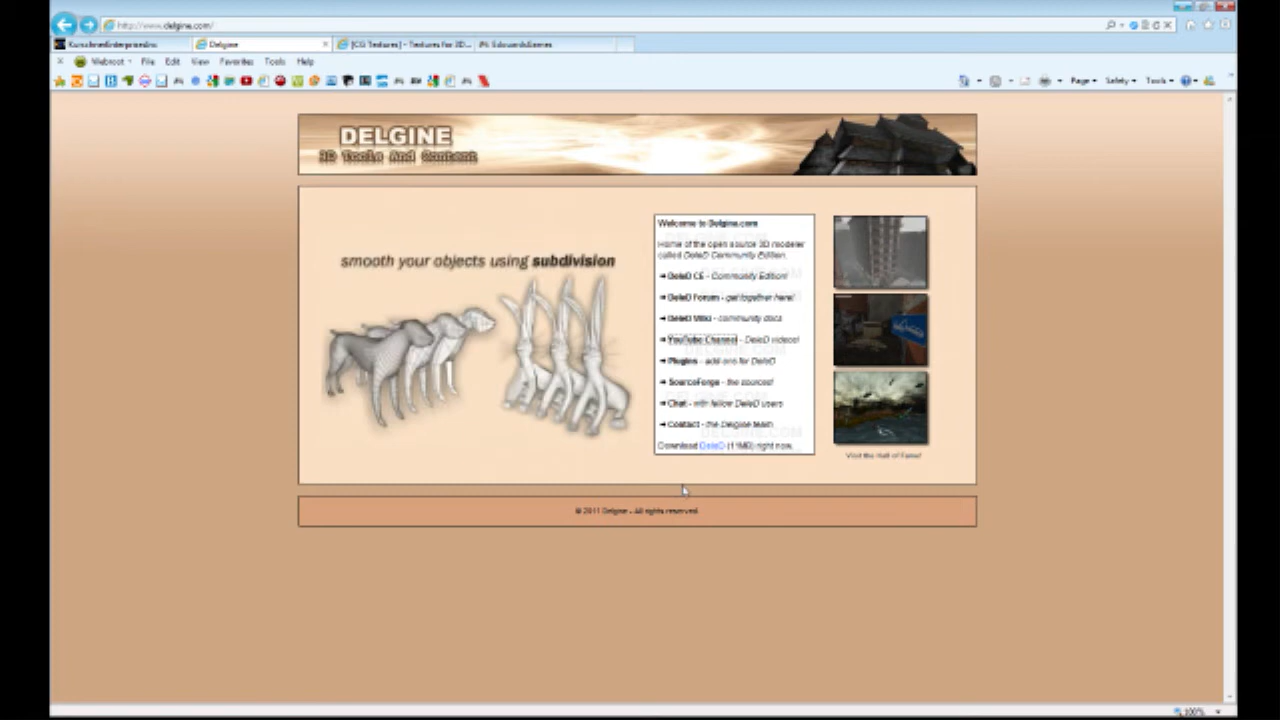 http://www.delgine.com/
KunshneEnterprisesInc
Delgine
[CG Textures] - Textures for 3D...
EdouardsGames
Webroot
File Edit View Favorites Tools Help
Page Safety Tools
DELGINE
3D Tools And Content
smooth your objects using subdivision
Welcome to Delgine.com
Home of the open source 3D modeler
called DeleD Community Edition.
DeleD CE - Community Edition!
DeleD Forum - get together here!
DeleD Wiki - community docs
YouTube Channel - DeleD videos!
Plugins - add-ons for DeleD
SourceForge - the sources!
Chat - with fellow DeleD users
Contact - the Delgine team
Download DeleD (11MB) right now.
Visit the Hall of Fame!
© 2011 Delgine - All rights reserved.
100%